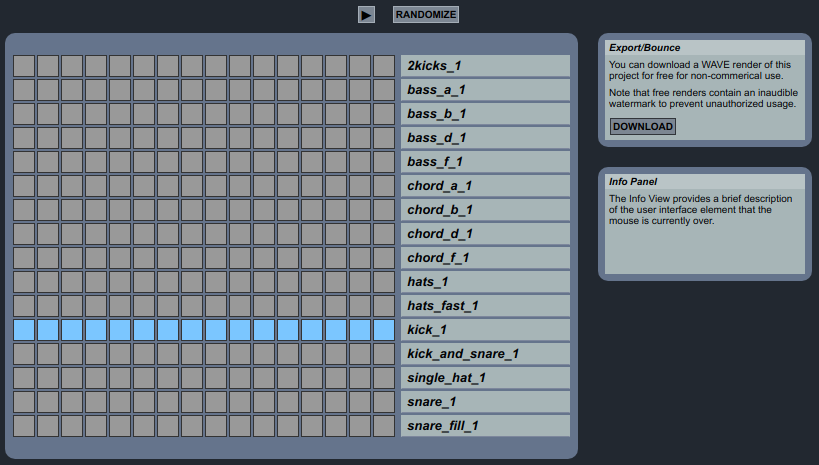 RANDOMIZE
2kicks_1
bass_a_1
bass_b_1
bass_d_1
bass_f_1
chord_a_1
chord_b_1
chord_d_1
chord_f_1
hats_1
hats_fast_1
kick_1
kick_and_snare_1
single_hat_1
snare_1
snare_fill_1
Export/Bounce
You can download a WAVE render of this
project for free for non-commerical use.
Note that free renders contain an inaudible
watermark to prevent unauthorized usage.
DOWNLOAD
Info Panel
The Info View provides a brief description
of the user interface element that the
mouse is currently over.